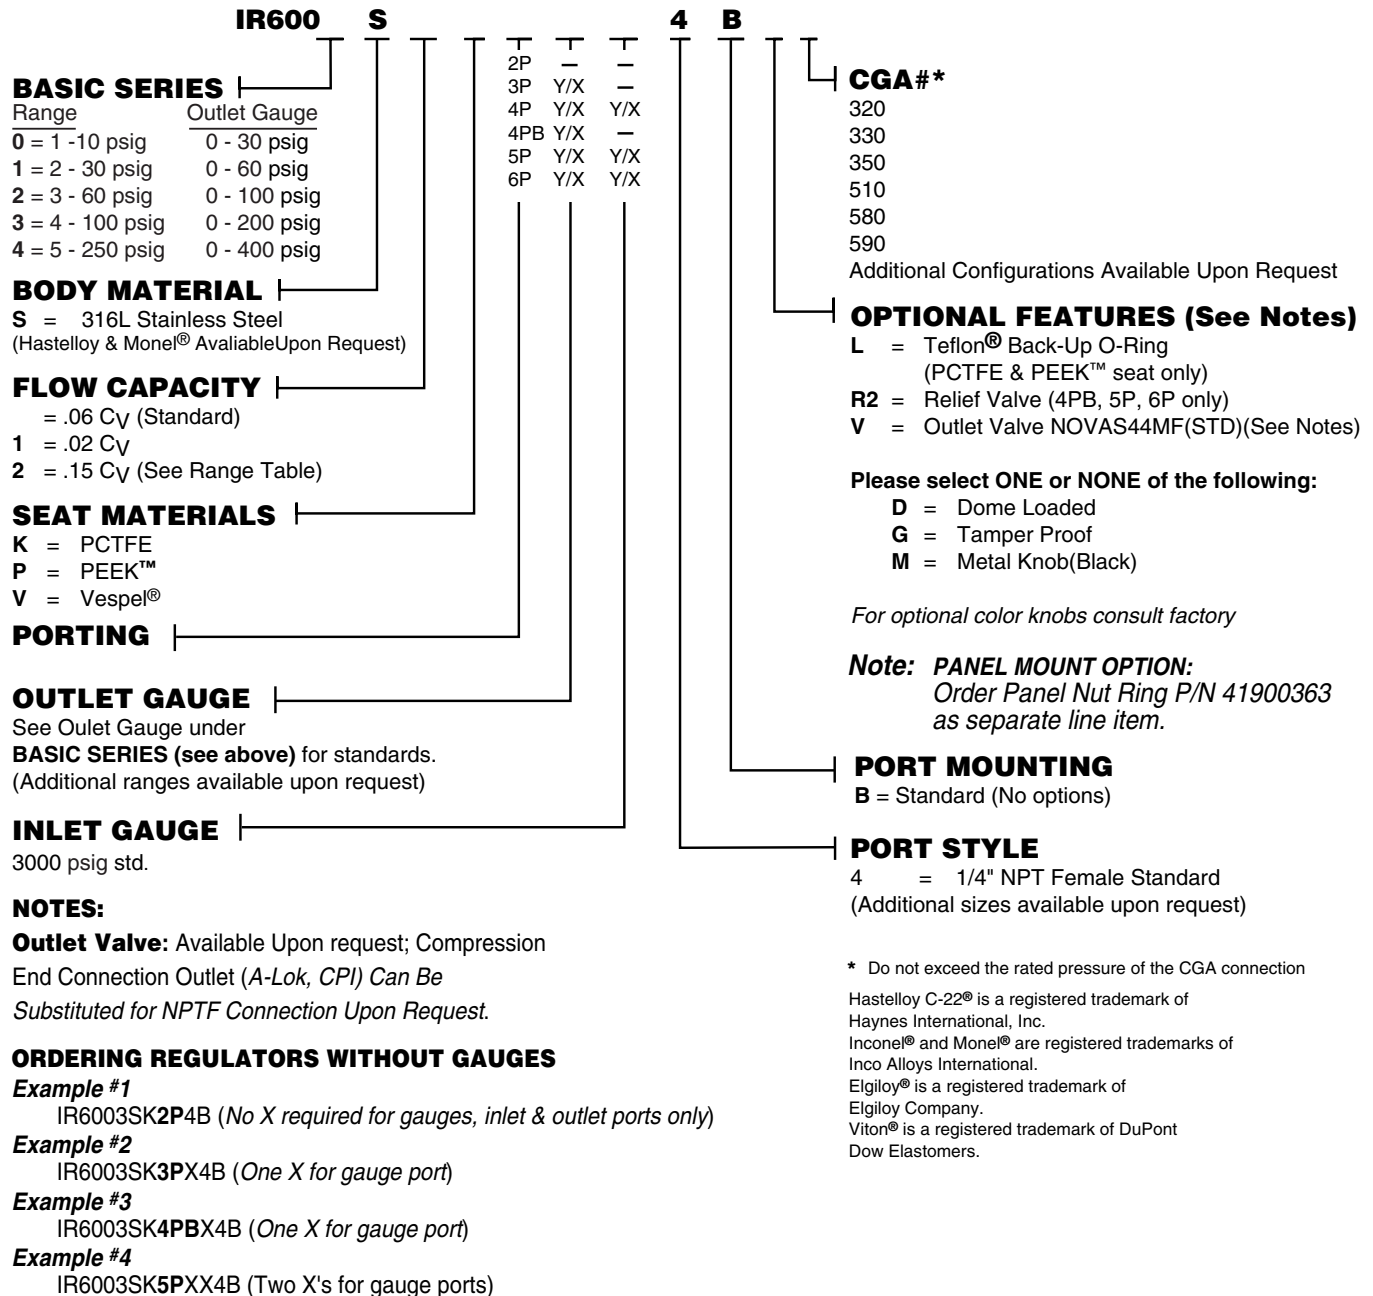 IR600 S 4 B
2P – –
3P Y/X –
4P Y/X Y/X
4PB Y/X –
5P Y/X Y/X
6P Y/X Y/X
BASIC SERIES
Range Outlet Gauge
0 = 1 -10 psig 0 - 30 psig
1 = 2 - 30 psig 0 - 60 psig
2 = 3 - 60 psig 0 - 100 psig
3 = 4 - 100 psig 0 - 200 psig
4 = 5 - 250 psig 0 - 400 psig
BODY MATERIAL
S = 316L Stainless Steel
(Hastelloy & Monel® AvaliableUpon Request)
FLOW CAPACITY
= .06 CV (Standard)
1 = .02 CV
2 = .15 CV (See Range Table)
SEAT MATERIALS
K = PCTFE
P = PEEK™
V = Vespel®
PORTING
OUTLET GAUGE
See Oulet Gauge under
BASIC SERIES (see above) for standards.
(Additional ranges available upon request)
INLET GAUGE
3000 psig std.
NOTES:
Outlet Valve: Available Upon request; Compression
End Connection Outlet (A-Lok, CPI) Can Be
Substituted for NPTF Connection Upon Request.
ORDERING REGULATORS WITHOUT GAUGES
Example #1
IR6003SK2P4B (No X required for gauges, inlet & outlet ports only)
Example #2
IR6003SK3PX4B (One X for gauge port)
Example #3
IR6003SK4PBX4B (One X for gauge port)
Example #4
IR6003SK5PXX4B (Two X's for gauge ports)
CGA#*
320
330
350
510
580
590
Additional Configurations Available Upon Request
OPTIONAL FEATURES (See Notes)
L = Teflon® Back-Up O-Ring
(PCTFE & PEEK™ seat only)
R2 = Relief Valve (4PB, 5P, 6P only)
V = Outlet Valve NOVAS44MF(STD)(See Notes)
Please select ONE or NONE of the following:
D = Dome Loaded
G = Tamper Proof
M = Metal Knob(Black)
For optional color knobs consult factory
Note: PANEL MOUNT OPTION:
Order Panel Nut Ring P/N 41900363
as separate line item.
PORT MOUNTING
B = Standard (No options)
PORT STYLE
4 = 1/4" NPT Female Standard
(Additional sizes available upon request)
* Do not exceed the rated pressure of the CGA connection
Hastelloy C-22® is a registered trademark of
Haynes International, Inc.
Inconel® and Monel® are registered trademarks of
Inco Alloys International.
Elgiloy® is a registered trademark of
Elgiloy Company.
Viton® is a registered trademark of DuPont
Dow Elastomers.